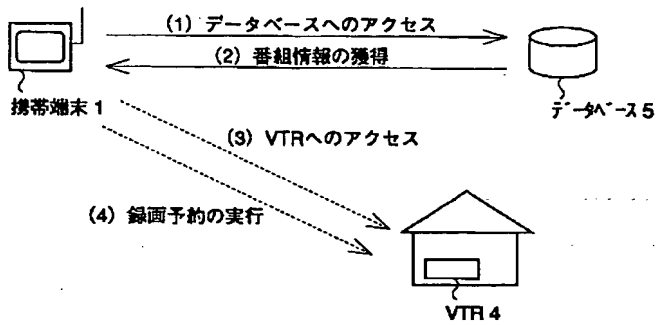 (1) データベースへのアクセス
(2) 番組情報の獲得
携帯端末 1
データベース 5
(3) VTRへのアクセス
(4) 録画予約の実行
VTR 4